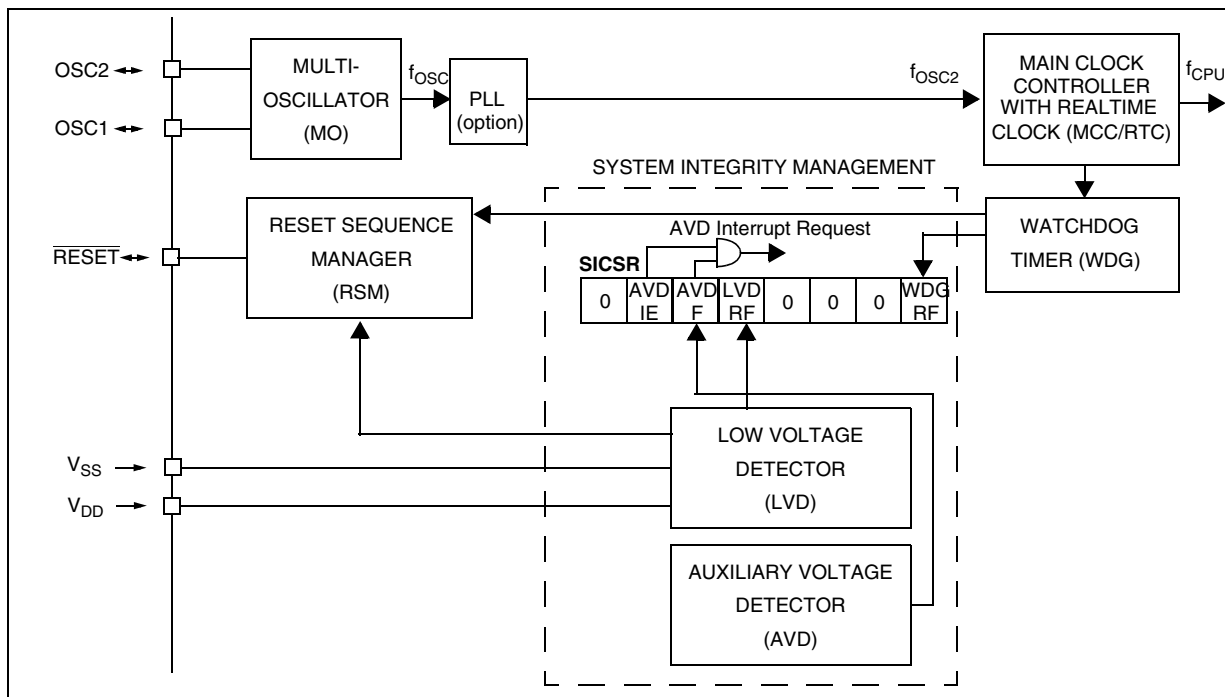 OSC2
OSC1
MULTI-
OSCILLATOR
(MO)
fOSC
PLL
(option)
fOSC2
MAIN CLOCK
CONTROLLER
WITH REALTIME
CLOCK (MCC/RTC)
fCPU
SYSTEM INTEGRITY MANAGEMENT
RESET
RESET SEQUENCE
MANAGER
(RSM)
AVD Interrupt Request
WATCHDOG
TIMER (WDG)
SICSR
0 AVD IE AVD F LVD RF 0 0 0 WDG RF
VSS
VDD
LOW VOLTAGE
DETECTOR
(LVD)
AUXILIARY VOLTAGE
DETECTOR
(AVD)